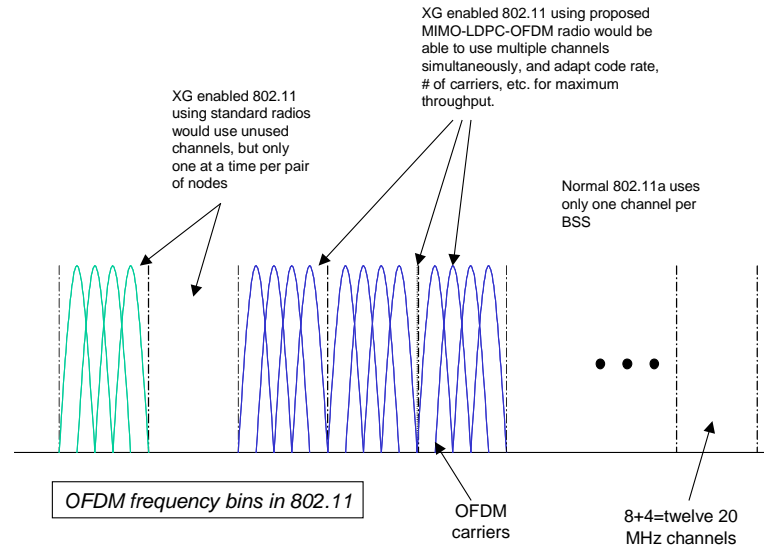 XG enabled 802.11 using proposed
MIMO-LDPC-OFDM radio would be
able to use multiple channels
simultaneously, and adapt code rate,
# of carriers, etc. for maximum
throughput.
XG enabled 802.11
using standard radios
would use unused
channels, but only
one at a time per pair
of nodes
Normal 802.11a uses
only one channel per
BSS
OFDM frequency bins in 802.11
OFDM
carriers
8+4=twelve 20
MHz channels